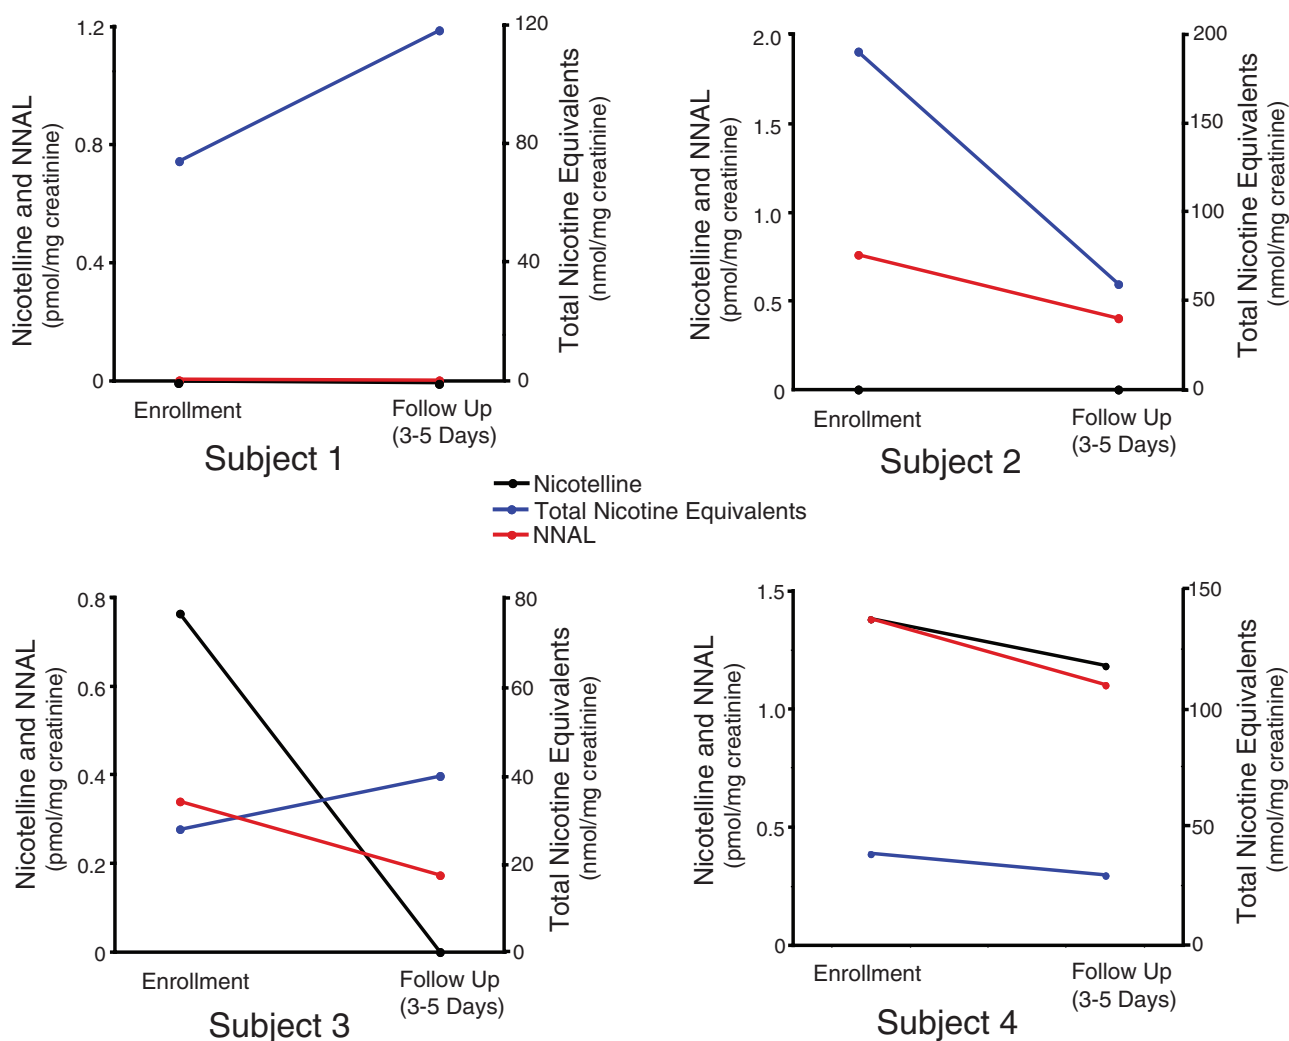 1.2
0.8
0.4
0
Nicotelline and NNAL
(pmol/mg creatinine)
120
80
40
0
Total Nicotine Equivalents
(nmol/mg creatinine)
Enrollment
Follow Up
(3-5 Days)
Subject 1
2.0
1.5
1.0
0.5
0
Nicotelline and NNAL
(pmol/mg creatinine)
200
150
100
50
0
Total Nicotine Equivalents
(nmol/mg creatinine)
Enrollment
Follow Up
(3-5 Days)
Subject 2
Nicotelline
Total Nicotine Equivalents
NNAL
0.8
0.6
0.4
0.2
0
Nicotelline and NNAL
(pmol/mg creatinine)
80
60
40
20
0
Total Nicotine Equivalents
(nmol/mg creatinine)
Enrollment
Follow Up
(3-5 Days)
Subject 3
1.5
1.0
0.5
0
Nicotelline and NNAL
(pmol/mg creatinine)
150
100
50
0
Total Nicotine Equivalents
(nmol/mg creatinine)
Enrollment
Follow Up
(3-5 Days)
Subject 4